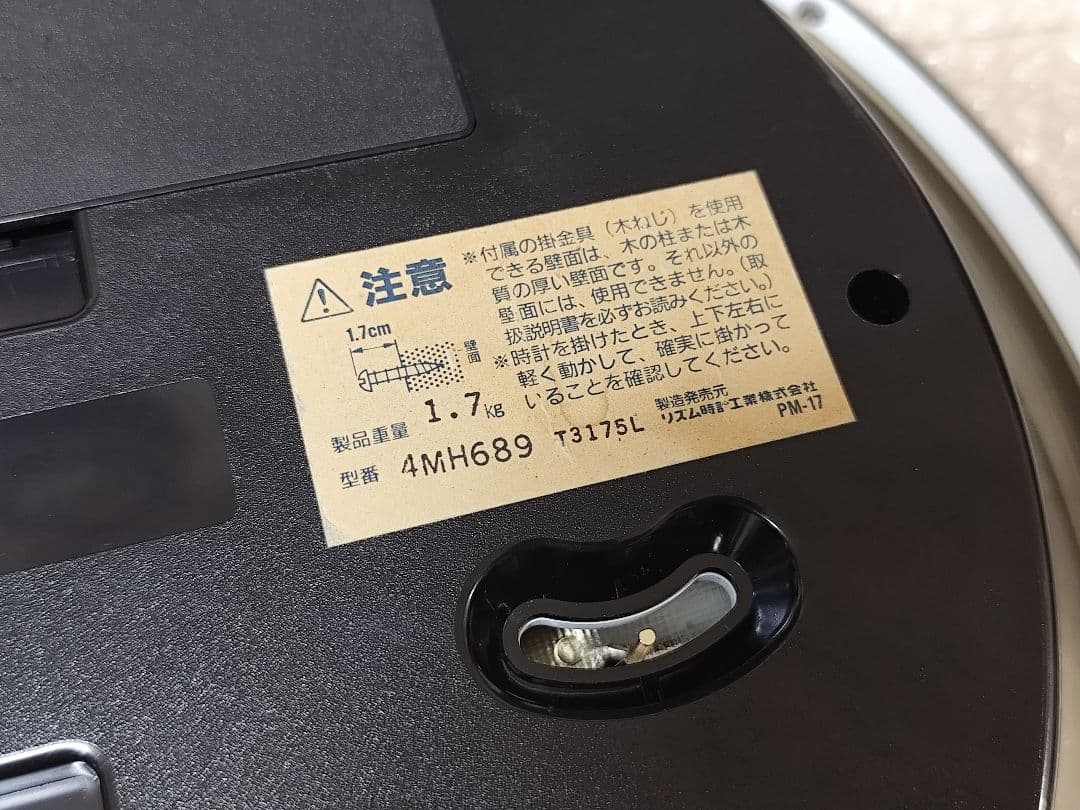 注意
※付属の掛金具（木ねじ）を使用
できる壁面は、木の柱または木
質の厚い壁面です。それ以外の
壁面には、使用できません。（取
扱説明書を必ずお読みください。）
※時計を掛けたとき、上下左右に
軽く動かして、確実に掛かって
いることを確認してください。
1.7cm
壁面
製品重量 1.7kg
型番 4MH689 T3175L
製造発売元
リズム時計工業株式会社
PM-17